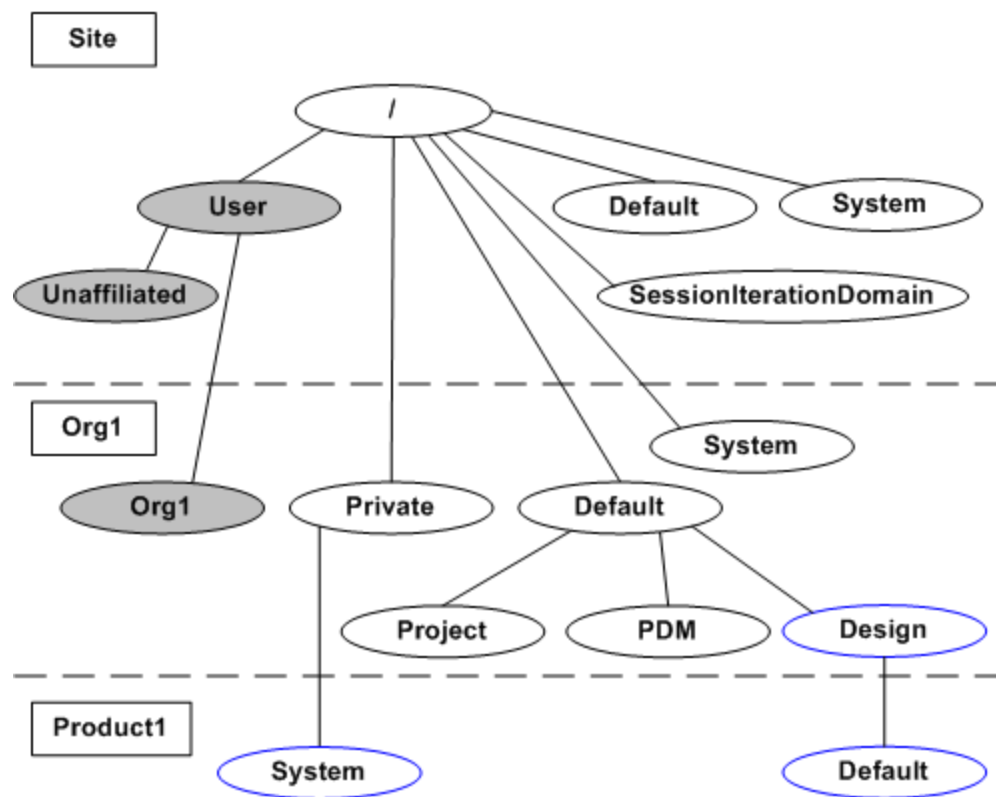 Site
/
User
Default
System
Unaffiliated
SessionIterationDomain
Org1
System
Org1
Private
Default
Project
PDM
Design
Product1
System
Default